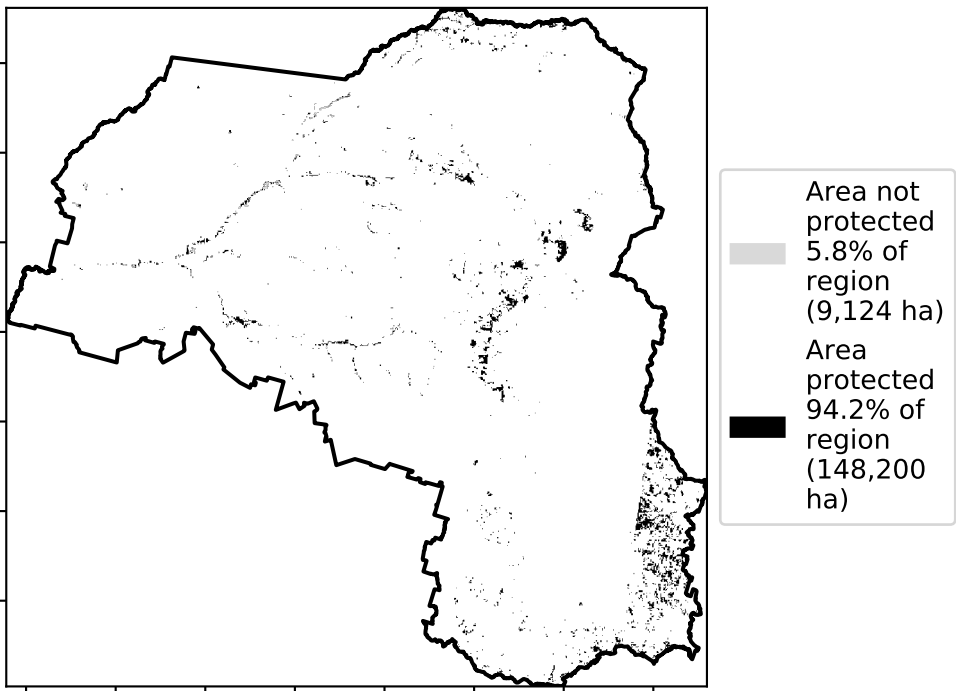 Area not
protected
5.8% of
region
(9,124 ha)
Area
protected
94.2% of
region
(148,200
ha)